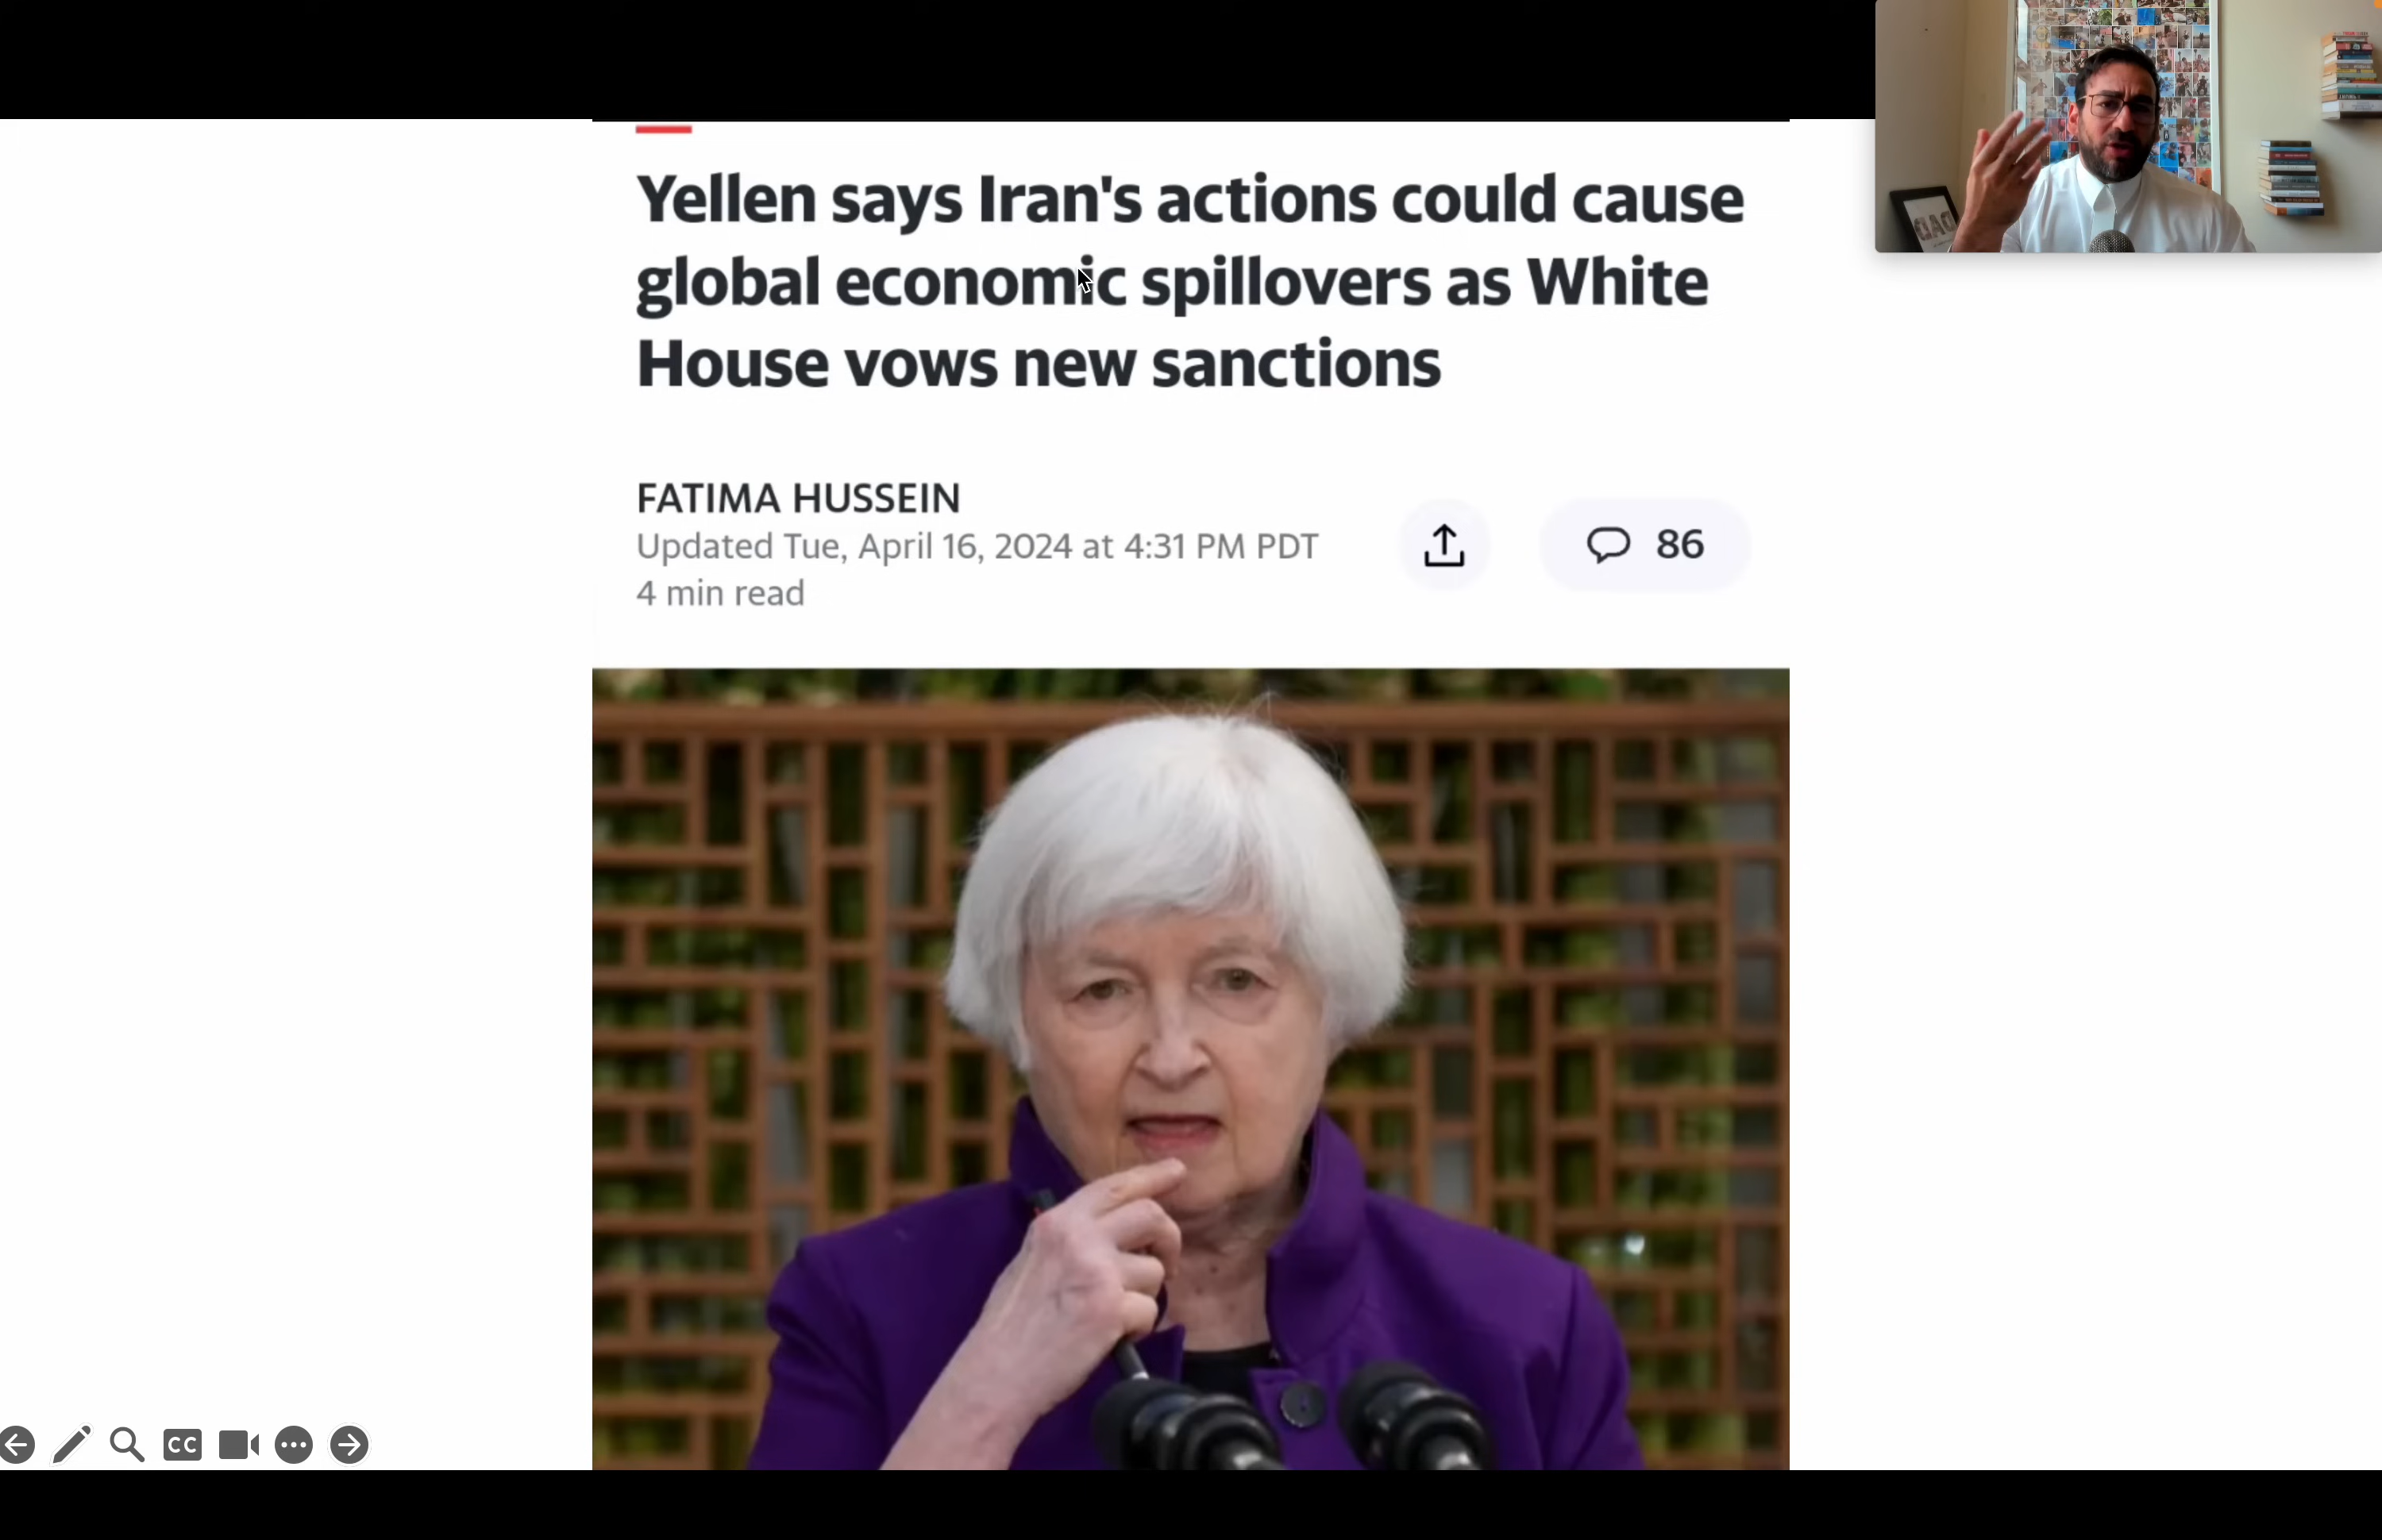 Yellen says Iran's actions could cause
global economic spillovers as White
House vows new sanctions
FATIMA HUSSEIN
Updated Tue, April 16, 2024 at 4:31 PM PDT
4 min read
86
CC